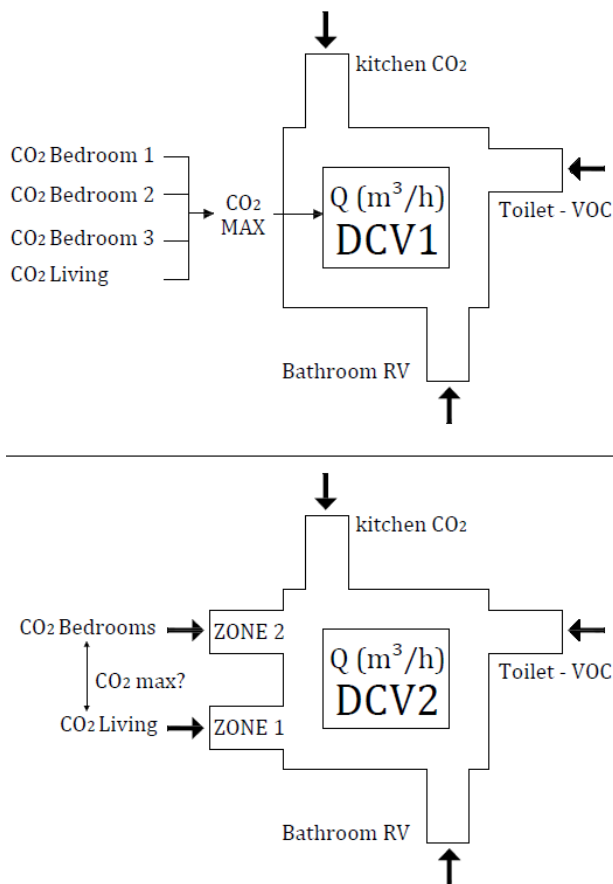 kitchen CO₂
CO₂ Bedroom 1
CO₂ Bedroom 2
CO₂ Bedroom 3
CO₂ Living
CO₂
MAX
Q (m³/h)
DCV1
Toilet - VOC
Bathroom RV
kitchen CO₂
CO₂ Bedrooms
ZONE 2
CO₂ max?
CO₂ Living
ZONE 1
Q (m³/h)
DCV2
Toilet - VOC
Bathroom RV